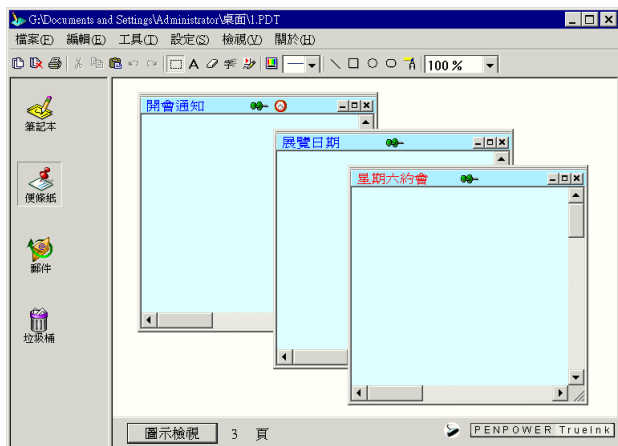 G:\Documents and Settings\Administrator\桌面\1.PDT
檔案(F) 編輯(E) 工具(T) 設定(S) 檢視(V) 關於(H)
A 100 %
筆記本
便條紙
郵件
垃圾桶
開會通知
展覽日期
星期六約會
圖示檢視 3 頁
PENPOWER TrueInk